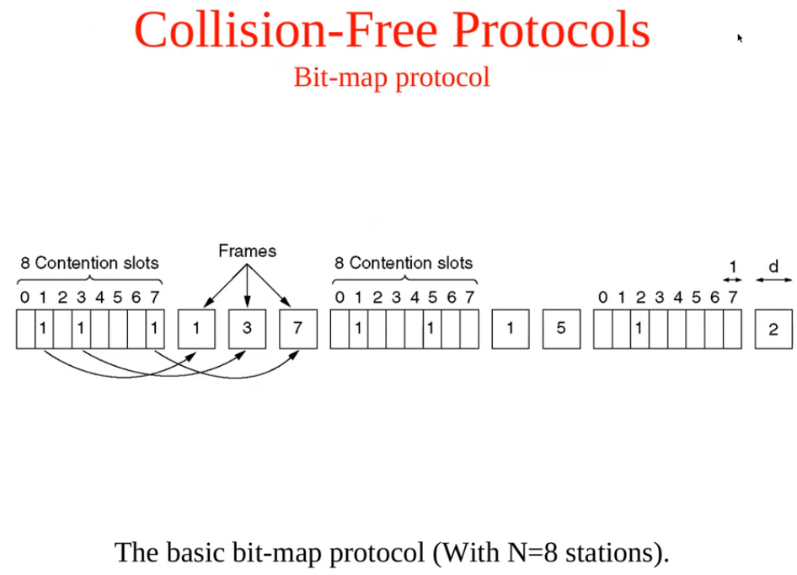 Collision-Free Protocols
Bit-map protocol
Frames
8 Contention slots 8 Contention slots 1 d
0 1 2 3 4 5 6 7 0 1 2 3 4 5 6 7 0 1 2 3 4 5 6 7
1 1 1 1 3 7 1 1 1 5 1 2
The basic bit-map protocol (With N=8 stations).